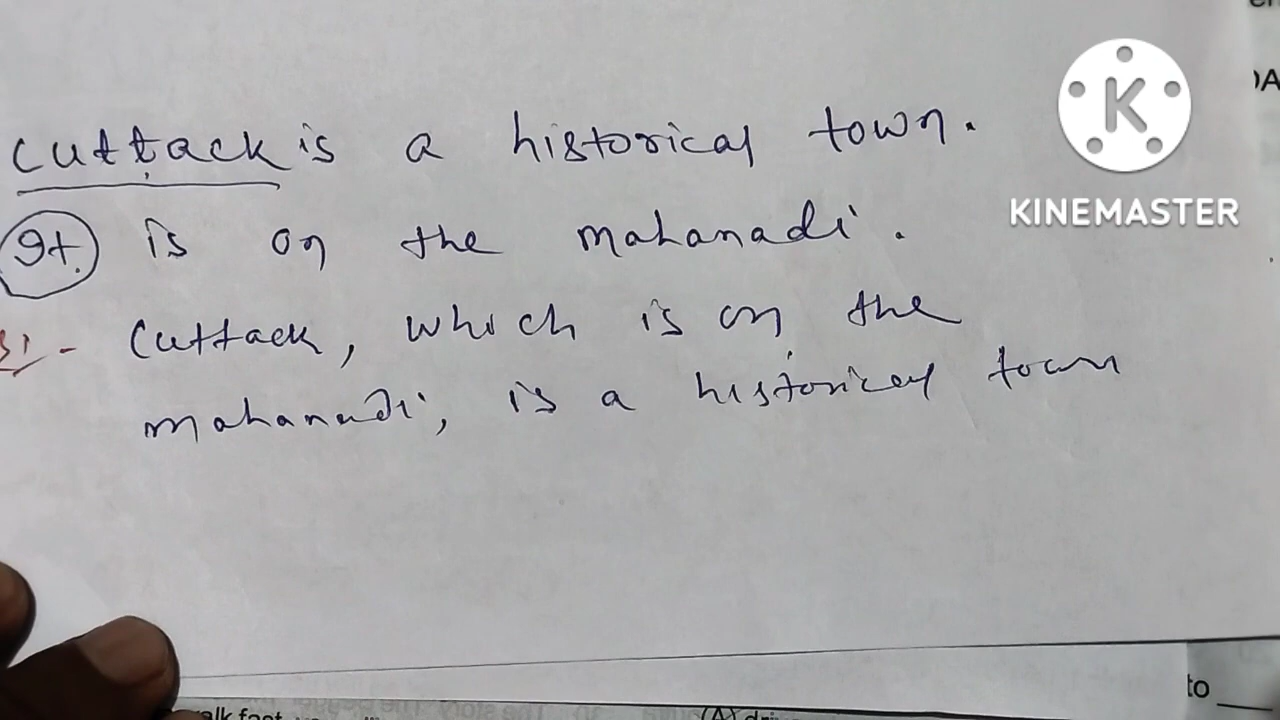 cuttack is a historical town.
It is on the mahanadi.
Cuttack, which is on the
mahanadi, is a historical town
K
KINEMASTER
to